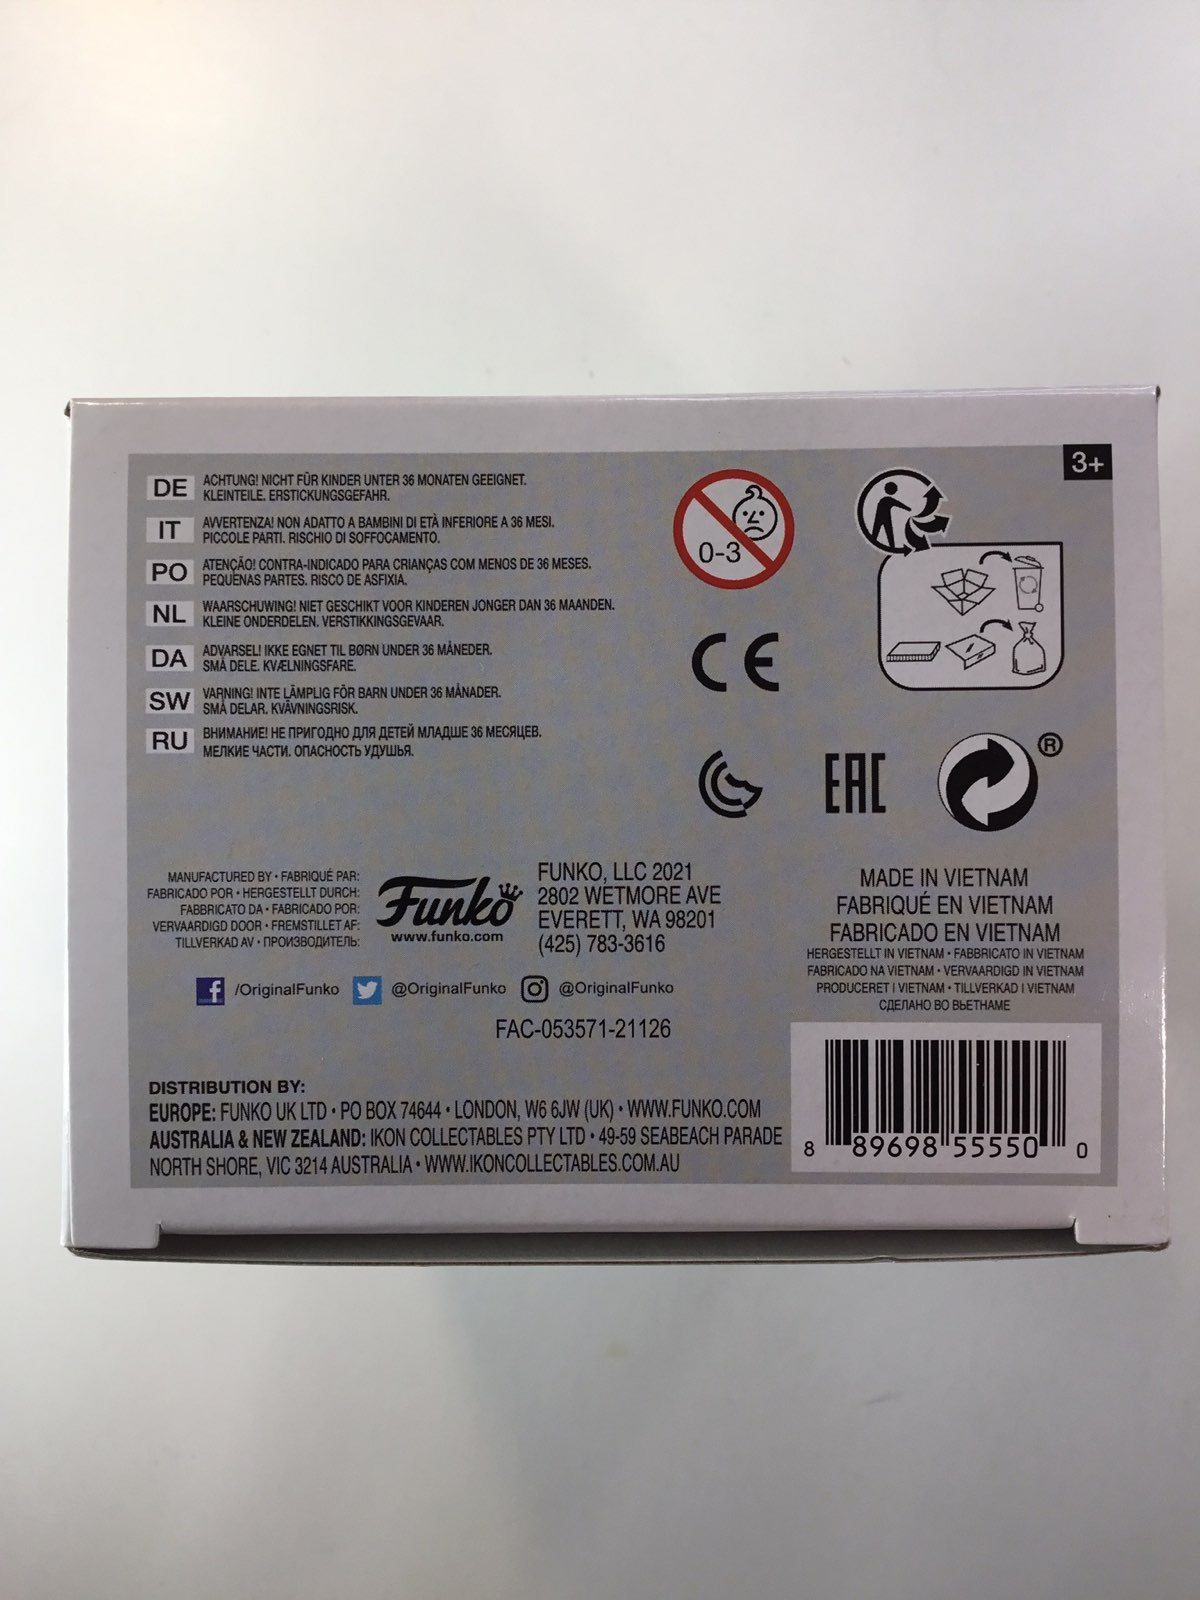 3+
DE ACHTUNG! NICHT FÜR KINDER UNTER 36 MONATEN GEEIGNET.
KLEINTEILE. ERSTICKUNGSGEFAHR.
IT AVVERTENZA! NON ADATTO A BAMBINI DI ETÀ INFERIORE A 36 MESI.
PICCOLE PARTI. RISCHIO DI SOFFOCAMENTO.
PO ATENÇÃO! CONTRA-INDICADO PARA CRIANÇAS COM MENOS DE 36 MESES.
PEQUENAS PARTES. RISCO DE ASFIXIA.
NL WAARSCHUWING! NIET GESCHIKT VOOR KINDEREN JONGER DAN 36 MAANDEN.
KLEINE ONDERDELEN. VERSTIKKINGSGEVAAR.
DA ADVARSEL! IKKE EGNET TIL BØRN UNDER 36 MÅNEDER.
SMÅ DELE. KVÆLNINGSFARE.
SW VARNING! INTE LÄMPLIG FÖR BARN UNDER 36 MÅNADER.
SMÅ DELAR. KVÄVNINGSRISK.
RU ВНИМАНИЕ! НЕ ПРИГОДНО ДЛЯ ДЕТЕЙ МЛАДШЕ 36 МЕСЯЦЕВ.
МЕЛКИЕ ЧАСТИ. ОПАСНОСТЬ УДУШЬЯ.
0-3
CE
EAC
®
MANUFACTURED BY • FABRIQUÉ PAR:
FABRICADO POR • HERGESTELLT DURCH:
FABBRICATO DA • FABRICADO POR:
VERVAARDIGD DOOR • FREMSTILLET AF:
TILLVERKAD AV • ПРОИЗВОДИТЕЛЬ:
Funko
www.funko.com
FUNKO, LLC 2021
2802 WETMORE AVE
EVERETT, WA 98201
(425) 783-3616
MADE IN VIETNAM
FABRIQUÉ EN VIETNAM
FABRICADO EN VIETNAM
HERGESTELLT IN VIETNAM • FABBRICATO IN VIETNAM
FABRICADO NA VIETNAM • VERVAARDIGD IN VIETNAM
PRODUCERET I VIETNAM • TILLVERKAD I VIETNAM
СДЕЛАНО ВО ВЬЕТНАМЕ
f /OriginalFunko @OriginalFunko @OriginalFunko
FAC-053571-21126
DISTRIBUTION BY:
EUROPE: FUNKO UK LTD • PO BOX 74644 • LONDON, W6 6JW (UK) • WWW.FUNKO.COM
AUSTRALIA & NEW ZEALAND: IKON COLLECTABLES PTY LTD • 49-59 SEABEACH PARADE
NORTH SHORE, VIC 3214 AUSTRALIA • WWW.IKONCOLLECTABLES.COM.AU
8 89698 55550 0